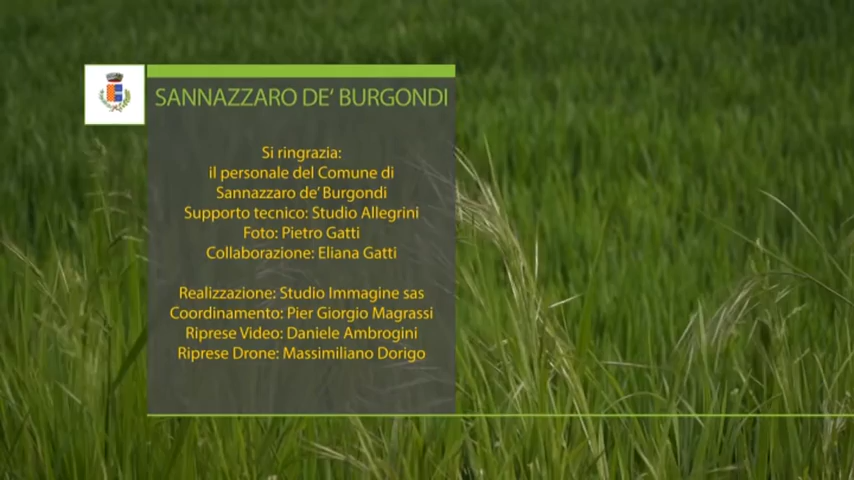 SANNAZZARO DE‘ BURGONDI
Si ringrazia:
il personale del Comune di
Sannazzaro de’ Burgondi
Supporto tecnico: Studio Allegrini
Foto: Pietro Gatti
Collaborazione: Eliana Gatti
Realizzazione: Studio Immagine sas
Coordinamento: Pier Giorgio Magrassi
Riprese Video: Daniele Ambrogini
Riprese Drone: Massimiliano Dorigo